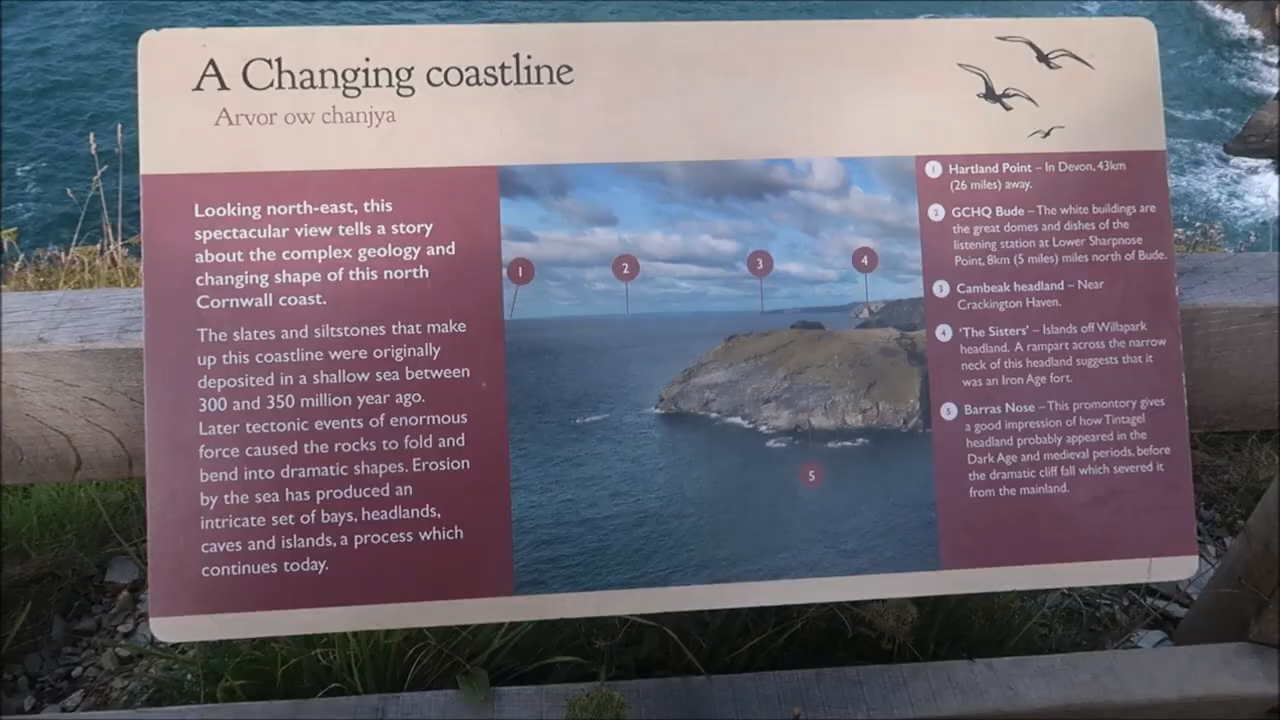 A Changing coastline
Arvor ow chanjya
Looking north-east, this
spectacular view tells a story
about the complex geology and
changing shape of this north
Cornwall coast.
The slates and siltstones that make
up this coastline were originally
deposited in a shallow sea between
300 and 350 million year ago.
Later tectonic events of enormous
force caused the rocks to fold and
bend into dramatic shapes. Erosion
by the sea has produced an
intricate set of bays, headlands,
caves and islands, a process which
continues today.
1
2
3
4
5
1 Hartland Point – In Devon, 43km
(26 miles) away.
2 GCHQ Bude – The white buildings are
the great domes and dishes of the
listening station at Lower Sharpnose
Point, 8km (5 miles) miles north of Bude.
3 Cambeak headland – Near
Crackington Haven.
4 'The Sisters' – Islands off Willapark
headland. A rampart across the narrow
neck of this headland suggests that it
was an Iron Age fort.
5 Barras Nose – This promontory gives
a good impression of how Tintagel
headland probably appeared in the
Dark Age and medieval periods, before
the dramatic cliff fall which severed it
from the mainland.